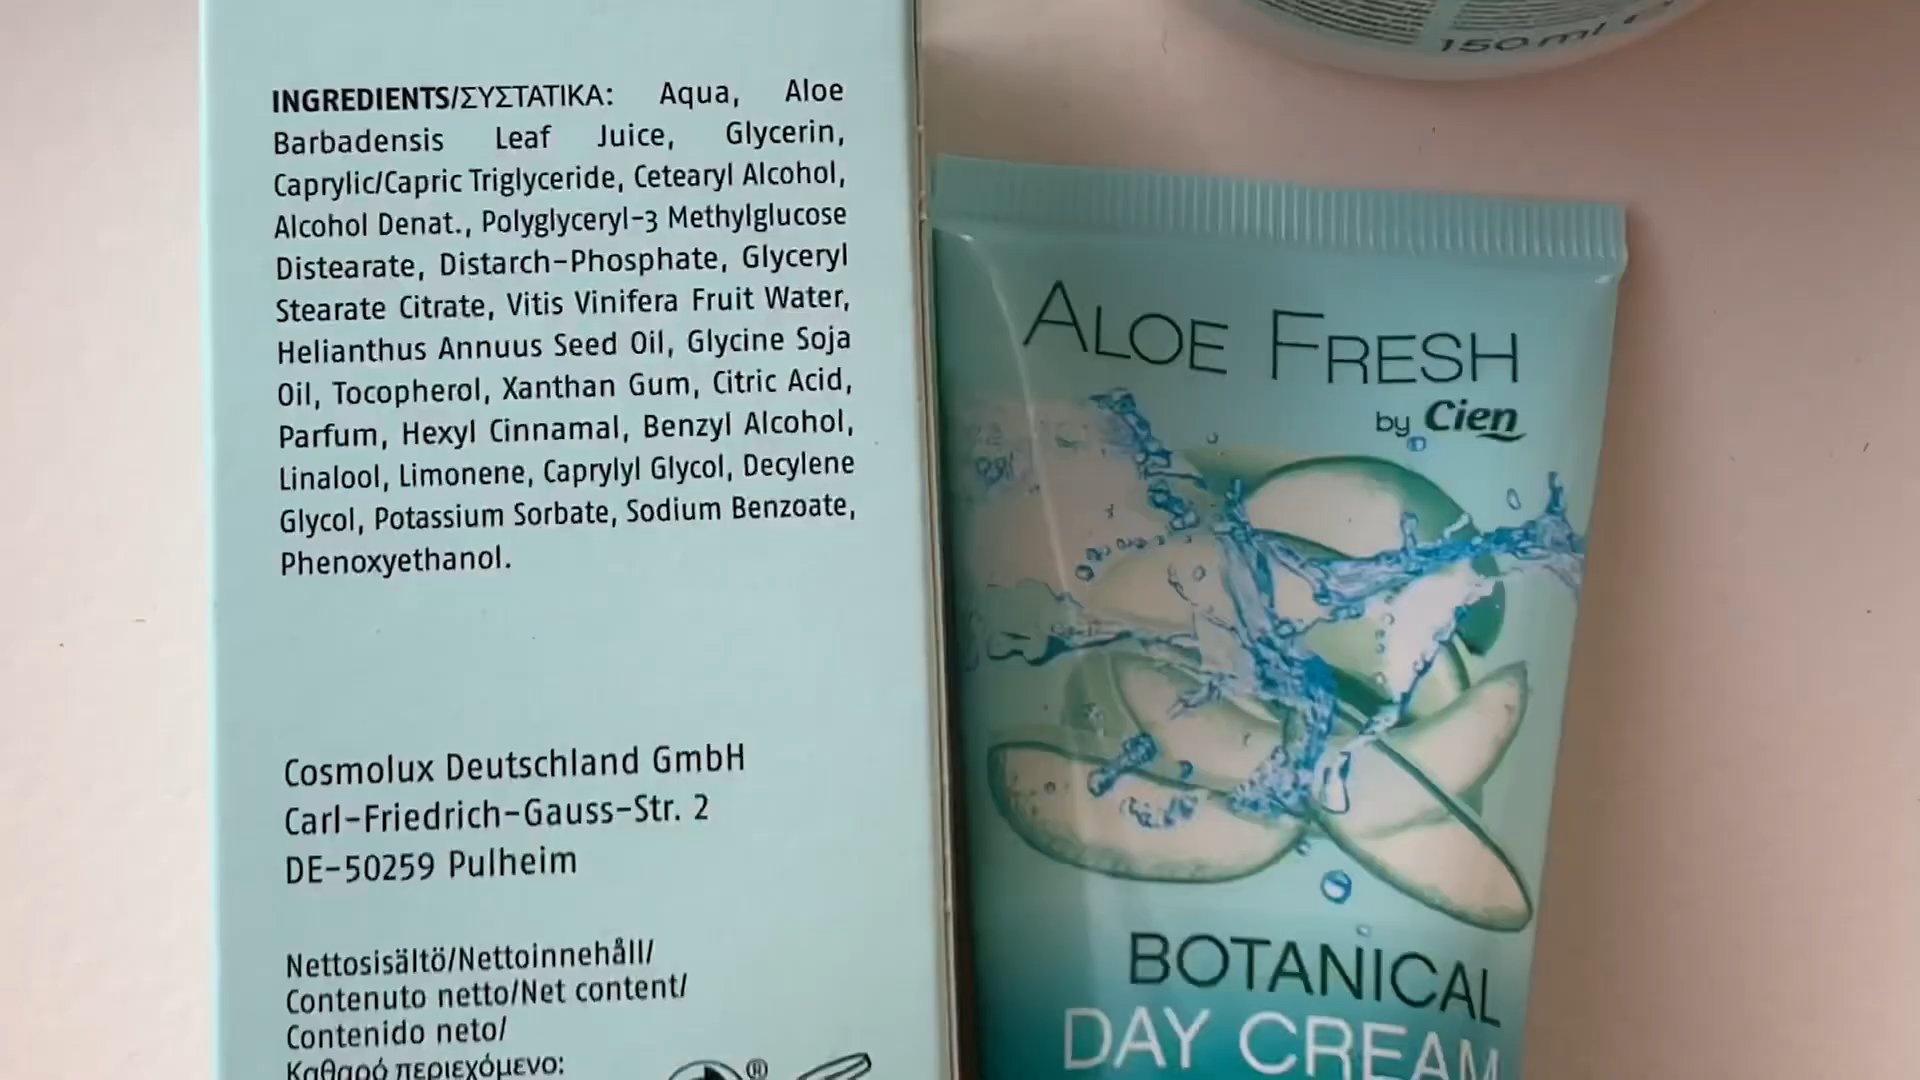 INGREDIENTS/ΣΥΣΤΑΤΙΚΑ: Aqua, Aloe
Barbadensis Leaf Juice, Glycerin,
Caprylic/Capric Triglyceride, Cetearyl Alcohol,
Alcohol Denat., Polyglyceryl-3 Methylglucose
Distearate, Distarch-Phosphate, Glyceryl
Stearate Citrate, Vitis Vinifera Fruit Water,
Helianthus Annuus Seed Oil, Glycine Soja
Oil, Tocopherol, Xanthan Gum, Citric Acid,
Parfum, Hexyl Cinnamal, Benzyl Alcohol,
Linalool, Limonene, Caprylyl Glycol, Decylene
Glycol, Potassium Sorbate, Sodium Benzoate,
Phenoxyethanol.
Cosmolux Deutschland GmbH
Carl-Friedrich-Gauss-Str. 2
DE-50259 Pulheim
Nettosisältö/Nettoinnehåll/
Contenuto netto/Net content/
Contenido neto/
Καθαρό περιεχόμενο:
®
150 ml
ALOE FRESH
by Cien
BOTANICAL
DAY CREAM